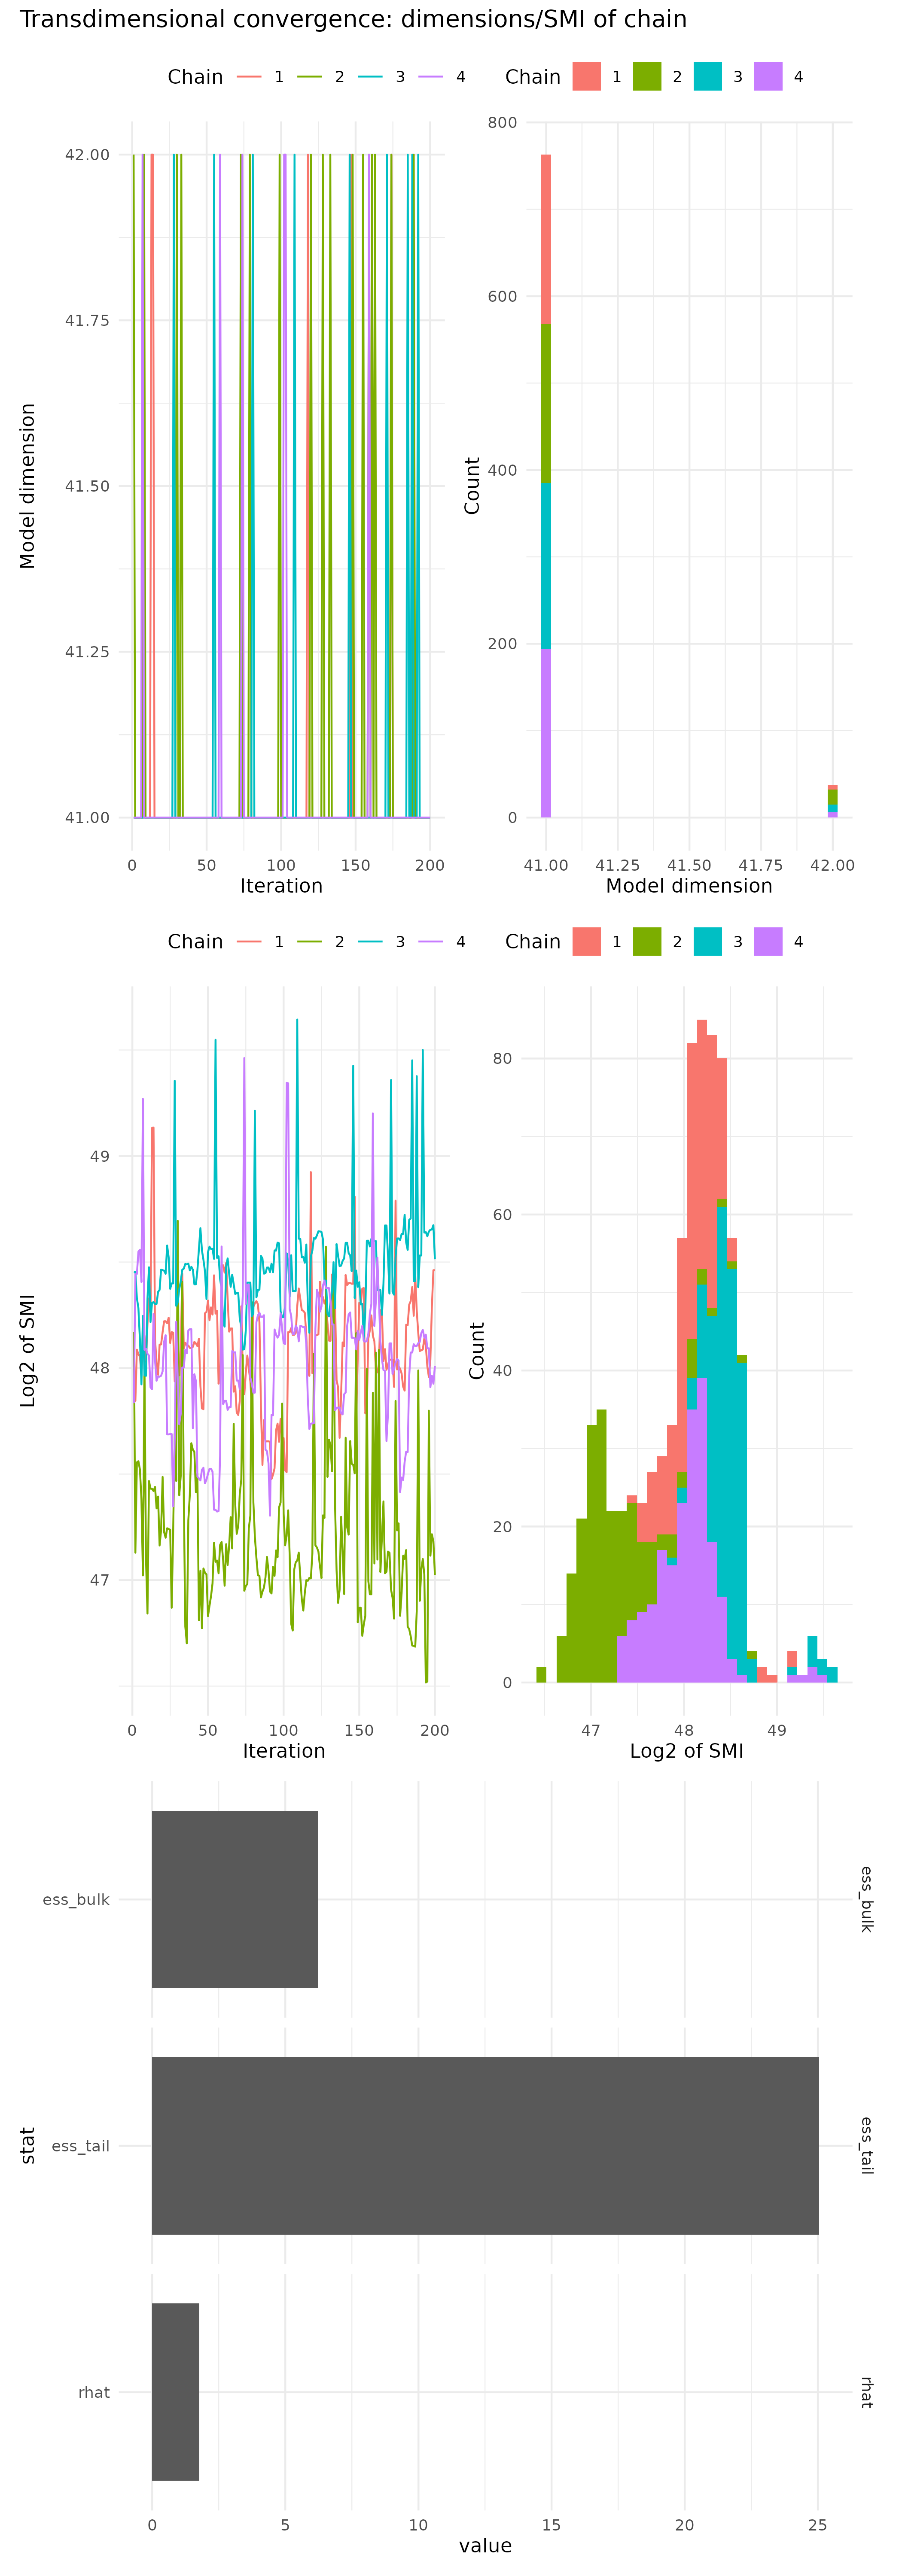 Transdimensional convergence: dimensions/SMI of chain
Chain 1 2 3 4
Chain 1 2 3 4
Model dimension
42.00
41.75
41.50
41.25
41.00
0 50 100 150 200
Iteration
Count
800
600
400
200
0
41.00 41.25 41.50 41.75 42.00
Model dimension
Chain 1 2 3 4
Chain 1 2 3 4
Log2 of SMI
49
48
47
0 50 100 150 200
Iteration
Count
80
60
40
20
0
47 48 49
Log2 of SMI
stat
ess_bulk
ess_bulk
ess_tail
ess_tail
rhat
rhat
0 5 10 15 20 25
value